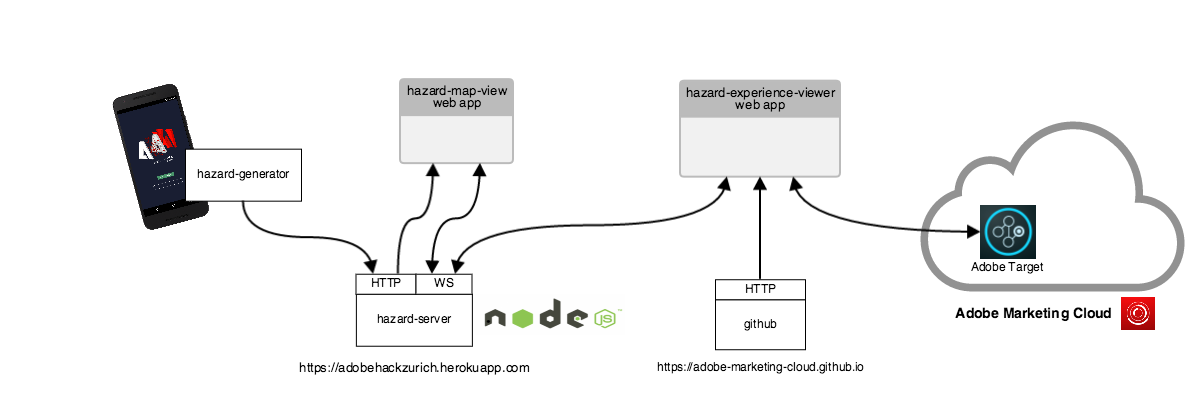 hazard-map-view
web app
hazard-experience-viewer
web app
hazard-generator
HTTP
WS
hazard-server
node
JS
HTTP
github
Adobe Target
Adobe Marketing Cloud
https://adobehackzurich.herokuapp.com
https://adobe-marketing-cloud.github.io